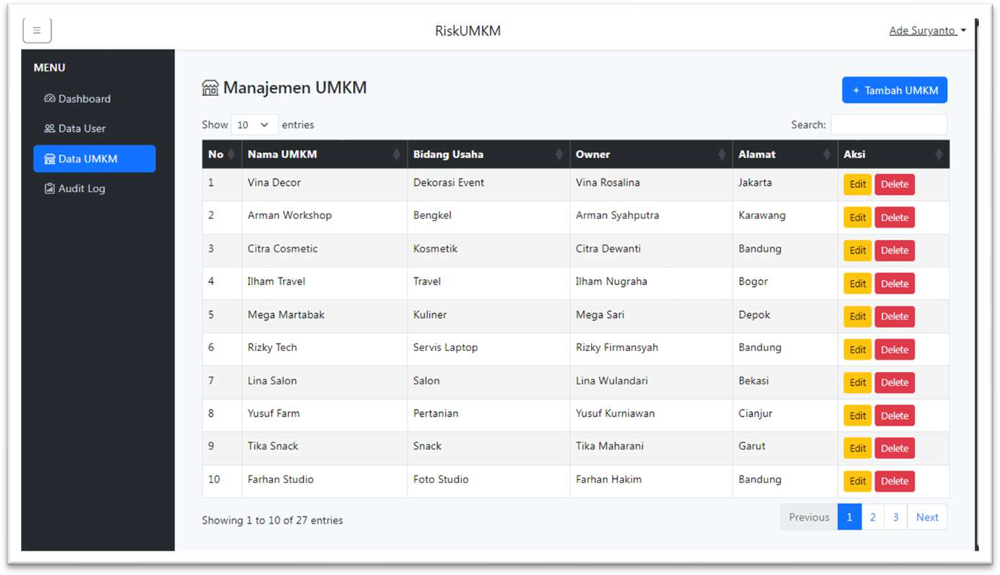 RiskUMKM Ade Suryanto
MENU
Dashboard
Data User
Data UMKM
Audit Log
Manajemen UMKM + Tambah UMKM
Show 10 entries Search:
No Nama UMKM Bidang Usaha Owner Alamat Aksi
1 Vina Decor Dekorasi Event Vina Rosalina Jakarta Edit Delete
2 Arman Workshop Bengkel Arman Syahputra Karawang Edit Delete
3 Citra Cosmetic Kosmetik Citra Dewanti Bandung Edit Delete
4 Ilham Travel Travel Ilham Nugraha Bogor Edit Delete
5 Mega Martabak Kuliner Mega Sari Depok Edit Delete
6 Rizky Tech Servis Laptop Rizky Firmansyah Bandung Edit Delete
7 Lina Salon Salon Lina Wulandari Bekasi Edit Delete
8 Yusuf Farm Pertanian Yusuf Kurniawan Cianjur Edit Delete
9 Tika Snack Snack Tika Maharani Garut Edit Delete
10 Farhan Studio Foto Studio Farhan Hakim Bandung Edit Delete
Showing 1 to 10 of 27 entries Previous 1 2 3 Next